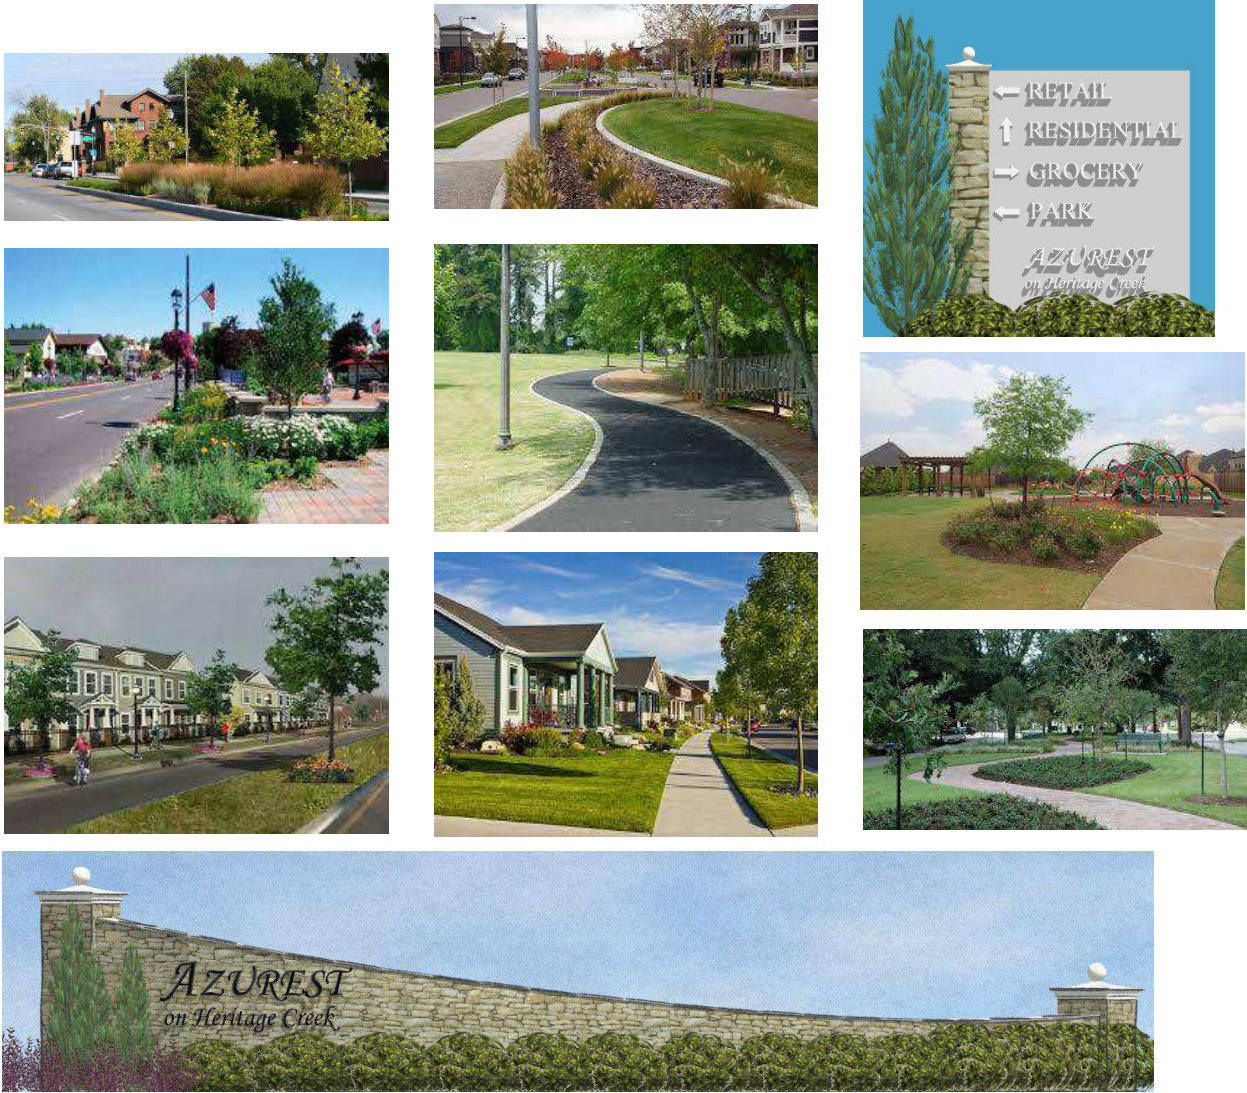 RETAIL
RESIDENTIAL
GROCERY
PARK
AZUREST
on Heritage Creek
AZUREST
on Heritage Creek